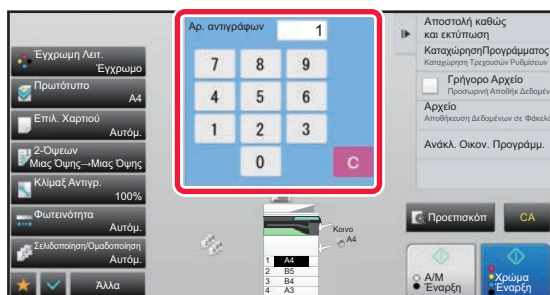 Έγχρωμη Λειτ.
Έγχρωμο
Πρωτότυπο
A4
Επιλ. Χαρτιού
Αυτόμ.
2-Όψεων
Μιας Όψης→Μιας Όψης
Κλίμαξ Αντιγρ.
100%
Φωτεινότητα
Αυτόμ.
Σελιδοποίηση/Ομαδοποίηση
Αυτόμ.
Άλλα
Αρ. αντιγράφων
1
7 8 9
4 5 6
1 2 3
0 C
Κοινο
A4
1 A4
2 B5
3 B4
4 A3
Αποστολή καθώς
και εκτύπωση
ΚαταχώρησηΠρογράμματος
Καταχώρηση Τρεχουσών Ρυθμίσεων
Γρήγορο Αρχείο
Προσωρινή Αποθήκ. Δεδομέν
Αρχείο
Αποθήκευση Δεδομένων σε Φάκελο
Ανάκλ. Οικον. Προγράμμ.
Προεπισκόπ
CA
Α/Μ
Έναρξη
Χρώμα
Έναρξη